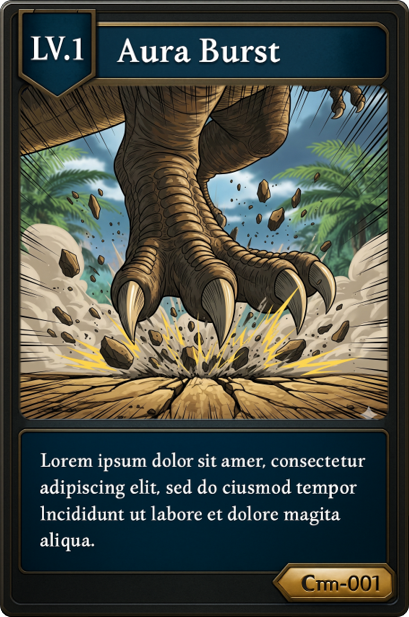 LV.1
Aura Burst
Lorem ipsum dolor sit amer, consectetur
adipiscing elit, sed do ciusmod tempor
lncididunt ut labore et dolore magita
aliqua.
Crm-001